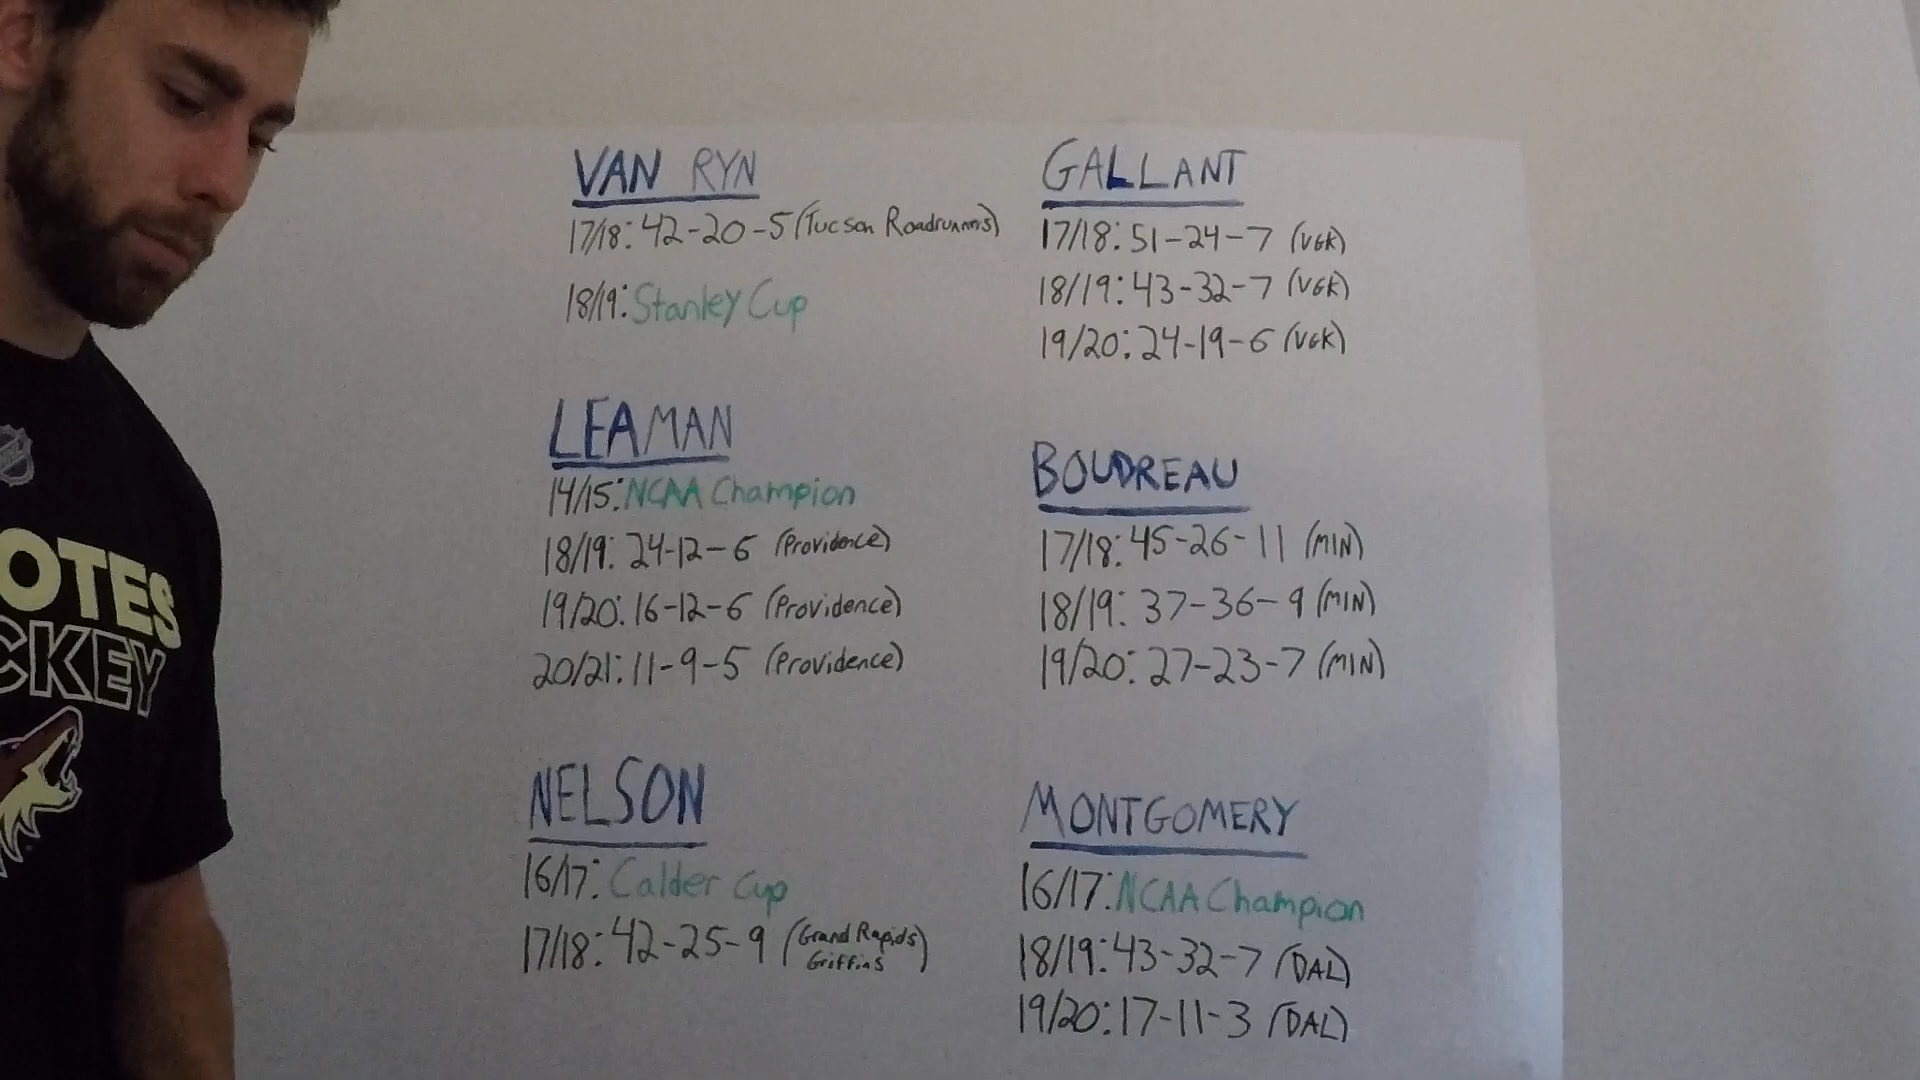 VAN RYN
17/18: 42-20-5 (Tucson Roadrunners)
18/19: Stanley Cup
LEAMAN
14/15: NCAA Champion
18/19: 24-12-6 (Providence)
19/20: 16-12-6 (Providence)
20/21: 11-9-5 (Providence)
NELSON
16/17: Calder Cup
17/18: 42-25-9 (Grand Rapids
Griffins)
GALLANT
17/18: 51-24-7 (VGK)
18/19: 43-32-7 (VGK)
19/20: 24-19-6 (VGK)
BOUDREAU
17/18: 45-26-11 (MIN)
18/19: 37-36-9 (MIN)
19/20: 27-23-7 (MIN)
MONTGOMERY
16/17: NCAA Champion
18/19: 43-32-7 (DAL)
19/20: 17-11-3 (DAL)
OTES
CKEY